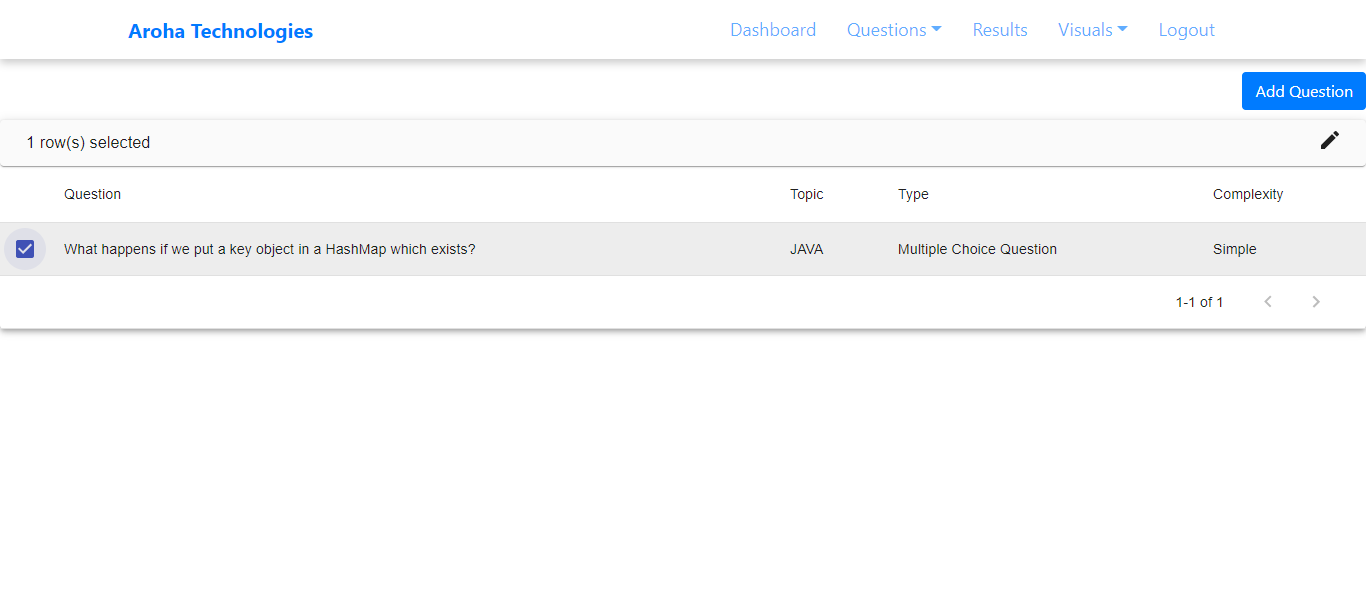 Aroha Technologies Dashboard Questions Results Visuals Logout
Add Question
1 row(s) selected
Question Topic Type Complexity
What happens if we put a key object in a HashMap which exists? JAVA Multiple Choice Question Simple
1-1 of 1